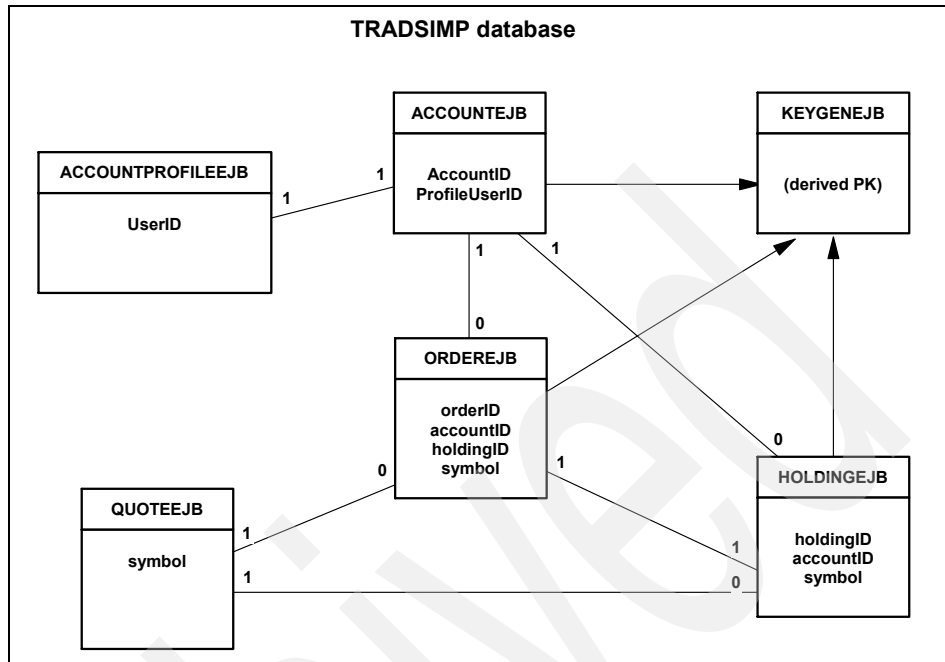 TRADSIMP database
ACCOUNTEJB
AccountID
ProfileUserID
KEYGENEJB
(derived PK)
ACCOUNTPROFILEEJB
UserID
1
1
1
1
0
ORDEREJB
orderID
accountID
holdingID
symbol
0
1
0
HOLDINGEJB
holdingID
accountID
symbol
QUOTEEJB
symbol
1
1
1
0